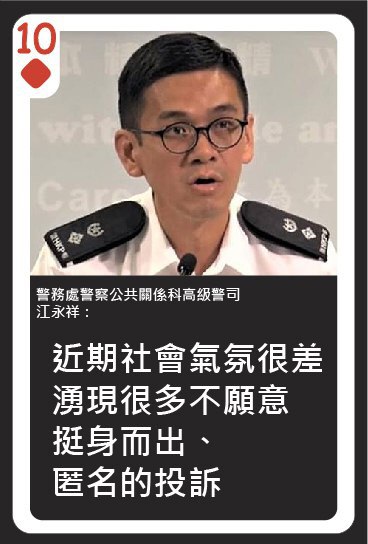 10
警務處警察公共關係科高級警司
江永祥：
近期社會氣氛很差
湧現很多不願意
挺身而出、
匿名的投訴